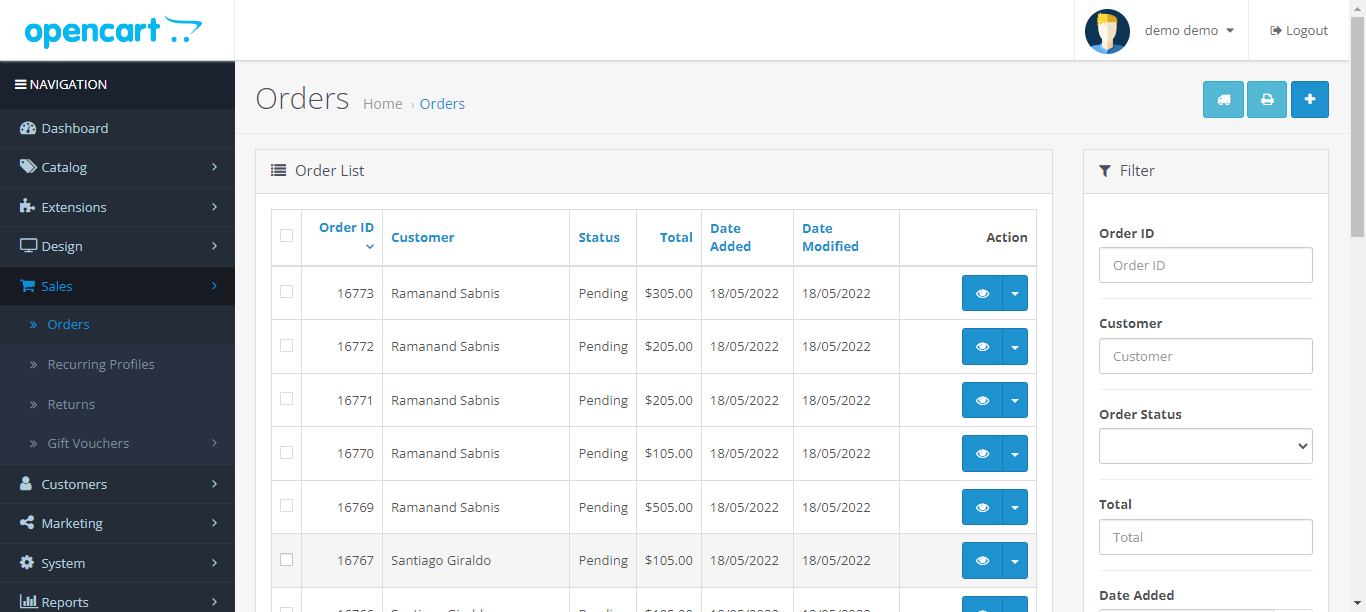 opencart
demo demo
Logout
NAVIGATION
Dashboard
Catalog
Extensions
Design
Sales
Orders
Recurring Profiles
Returns
Gift Vouchers
Customers
Marketing
System
Reports
Orders Home › Orders
Order List
Order ID Customer Status Total Date Added Date Modified Action
16773 Ramanand Sabnis Pending $305.00 18/05/2022 18/05/2022
16772 Ramanand Sabnis Pending $205.00 18/05/2022 18/05/2022
16771 Ramanand Sabnis Pending $205.00 18/05/2022 18/05/2022
16770 Ramanand Sabnis Pending $105.00 18/05/2022 18/05/2022
16769 Ramanand Sabnis Pending $505.00 18/05/2022 18/05/2022
16767 Santiago Giraldo Pending $105.00 18/05/2022 18/05/2022
Filter
Order ID
Order ID
Customer
Customer
Order Status
Total
Total
Date Added